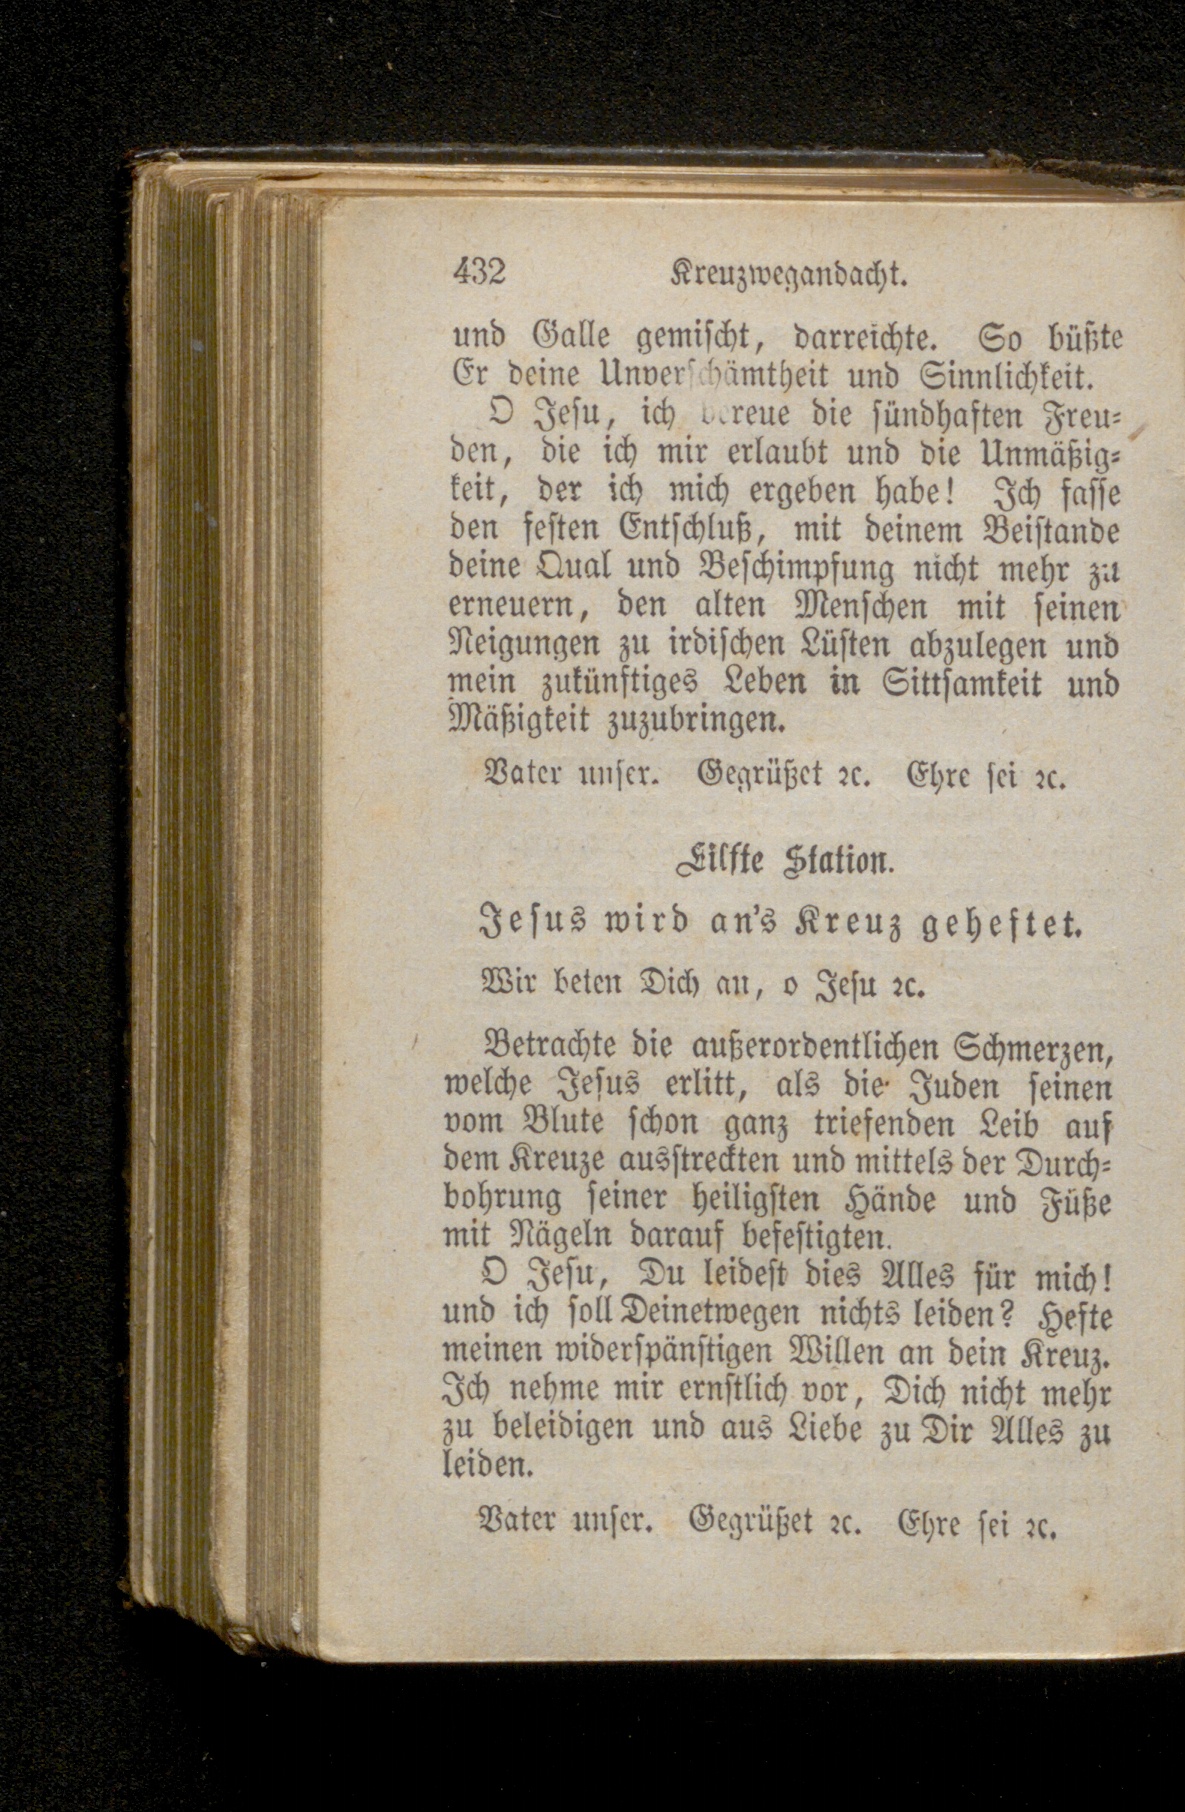 432 Kreuzwegandacht.
und Galle gemischt, darreichte. So büßte
Er deine Unverschämtheit und Sinnlichkeit.
O Jesu, ich bereue die sündhaften Freu-
den, die ich mir erlaubt und die Unmäßig-
keit, der ich mich ergeben habe! Ich fasse
den festen Entschluß, mit deinem Beistande
deine Qual und Beschimpfung nicht mehr zu
erneuern, den alten Menschen mit seinen
Neigungen zu irdischen Lüsten abzulegen und
mein zukünftiges Leben in Sittsamkeit und
Mäßigkeit zuzubringen.
Vater unser. Gegrüßet ꝛc. Ehre sei ꝛc.
Eilfte Station.
Jesus wird an's Kreuz geheftet.
Wir beten Dich an, o Jesu ꝛc.
Betrachte die außerordentlichen Schmerzen,
welche Jesus erlitt, als die Juden seinen
vom Blute schon ganz triefenden Leib auf
dem Kreuze ausstreckten und mittels der Durch-
bohrung seiner heiligsten Hände und Füße
mit Nägeln darauf befestigten.
O Jesu, Du leidest dies Alles für mich!
und ich soll Deinetwegen nichts leiden? Hefte
meinen widerspänstigen Willen an dein Kreuz.
Ich nehme mir ernstlich vor, Dich nicht mehr
zu beleidigen und aus Liebe zu Dir Alles zu
leiden.
Vater unser. Gegrüßet ꝛc. Ehre sei ꝛc.